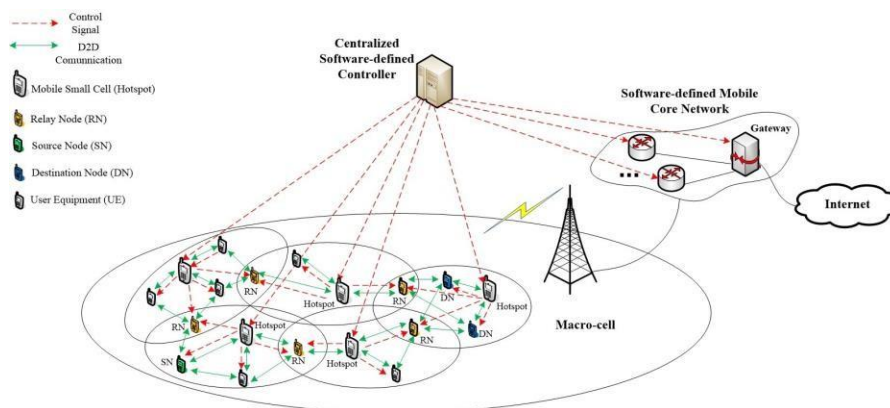 Control
Signal
D2D
Comunnication
Mobile Small Cell (Hotspot)
Relay Node (RN)
Source Node (SN)
Destination Node (DN)
User Equipment (UE)
Centralized
Software-defined
Controller
Software-defined Mobile
Core Network
Gateway
...
Internet
Macro-cell
RN
Hotspot
RN
DN
Hotspot
RN
Hotspot
RN
DN
SN
RN
Hotspot